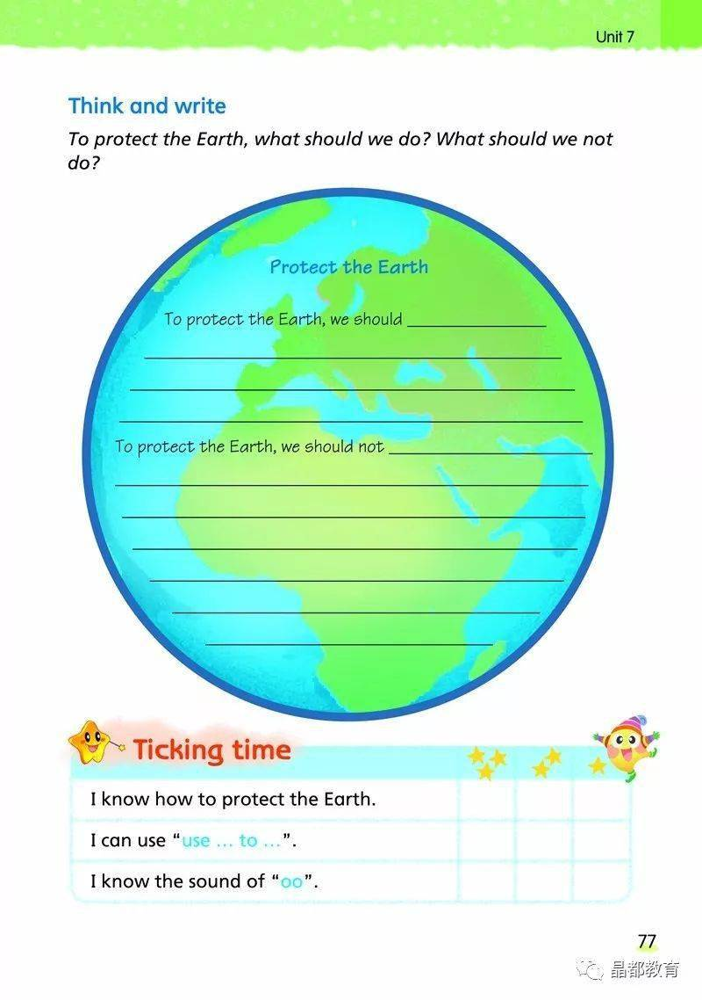 Unit 7
Think and write
To protect the Earth, what should we do? What should we not
do?
Protect the Earth
To protect the Earth, we should
To protect the Earth, we should not
Ticking time
I know how to protect the Earth.
I can use “use ... to ...”.
I know the sound of “oo”.
77
晶都教育